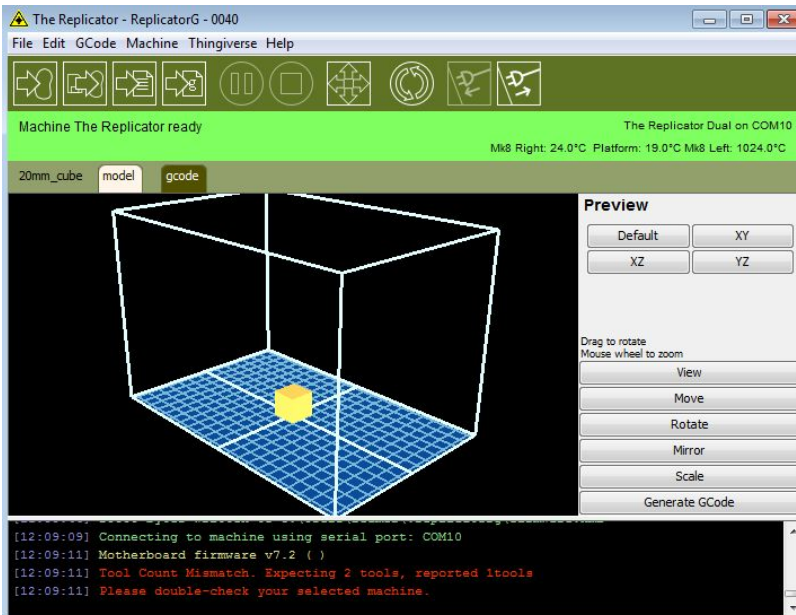 The Replicator - ReplicatorG - 0040
File Edit GCode Machine Thingiverse Help
Machine The Replicator ready
The Replicator Dual on COM10
Mk8 Right: 24.0°C Platform: 19.0°C Mk8 Left: 1024.0°C
20mm_cube model gcode
Preview
Default XY
XZ YZ
Drag to rotate
Mouse wheel to zoom
View
Move
Rotate
Mirror
Scale
Generate GCode
[12:09:09] Connecting to machine using serial port: COM10
[12:09:11] Motherboard firmware v7.2 ( )
[12:09:11] Tool Count Mismatch. Expecting 2 tools, reported 1tools
[12:09:11] Please double-check your selected machine.